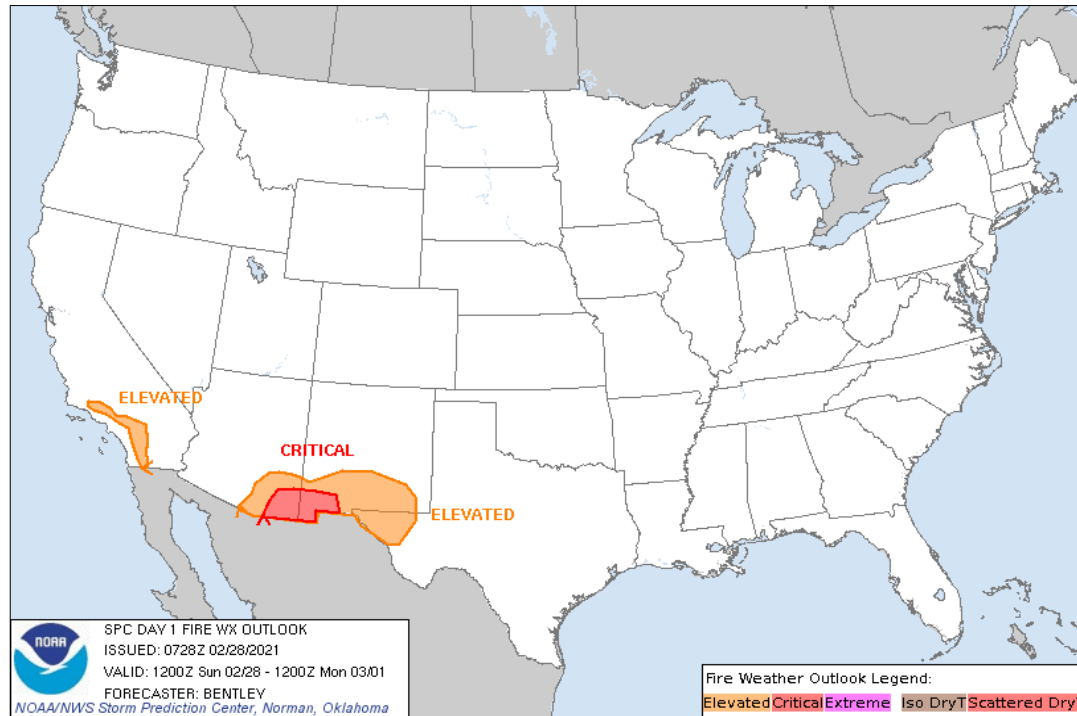 ELEVATED
CRITICAL
ELEVATED
NOAA
SPC DAY 1 FIRE WX OUTLOOK
ISSUED: 0728Z 02/28/2021
VALID: 1200Z Sun 02/28 - 1200Z Mon 03/01
FORECASTER: BENTLEY
NOAA/NWS Storm Prediction Center, Norman, Oklahoma
Fire Weather Outlook Legend:
Elevated Critical Extreme Iso DryT Scattered DryT